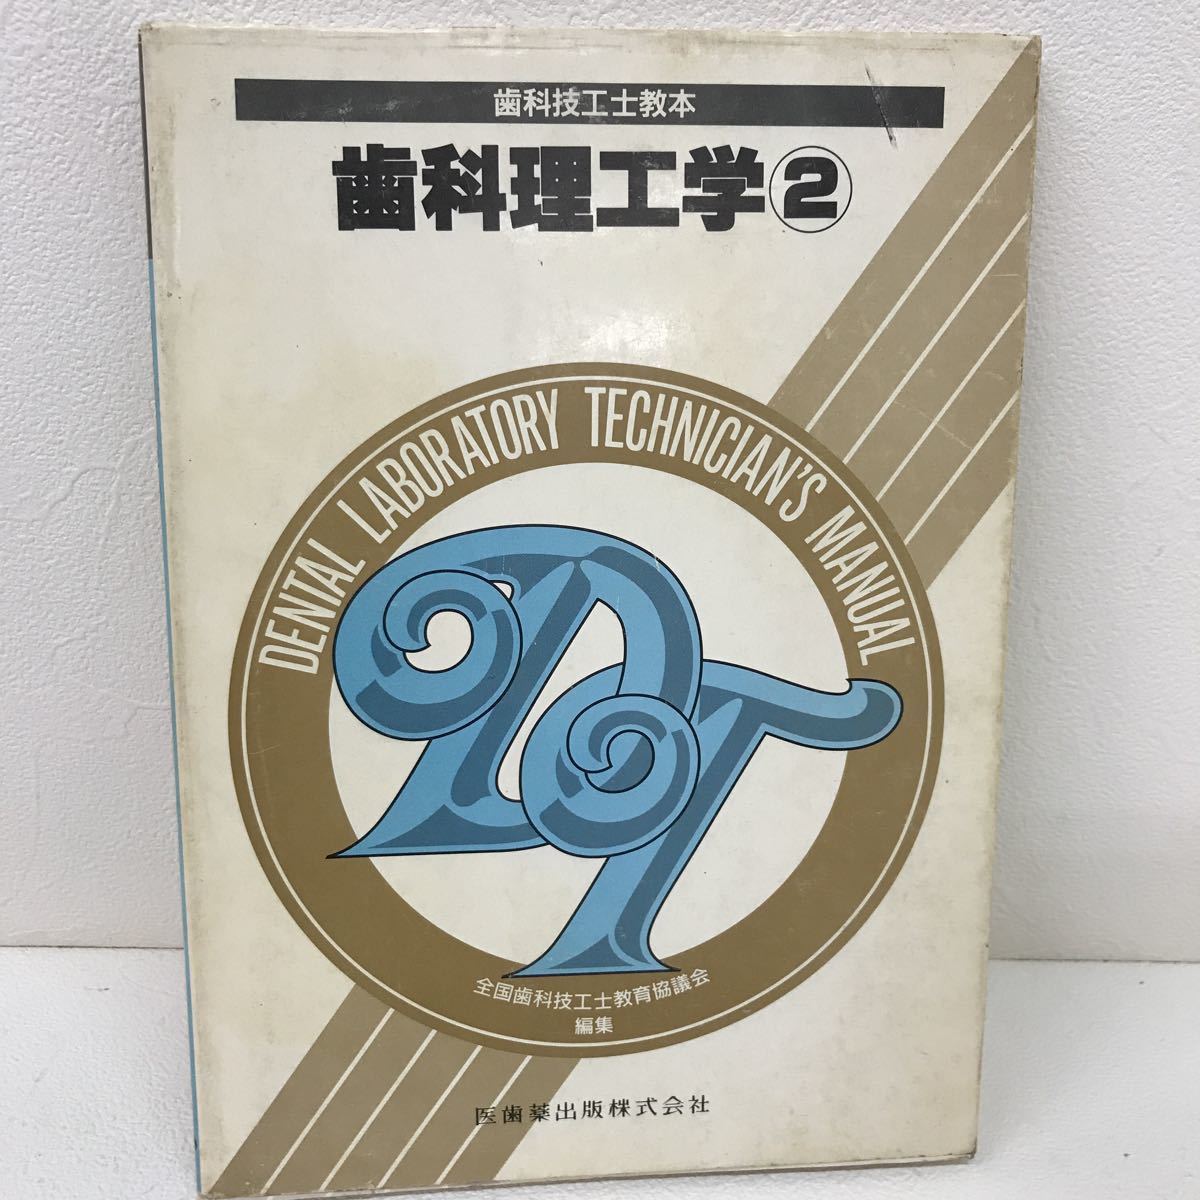 歯科技工士教本
歯科理工学②
DENTAL LABORATORY TECHNICIAN'S MANUAL
DT
全国歯科技工士教育協議会
編集
医歯薬出版株式会社